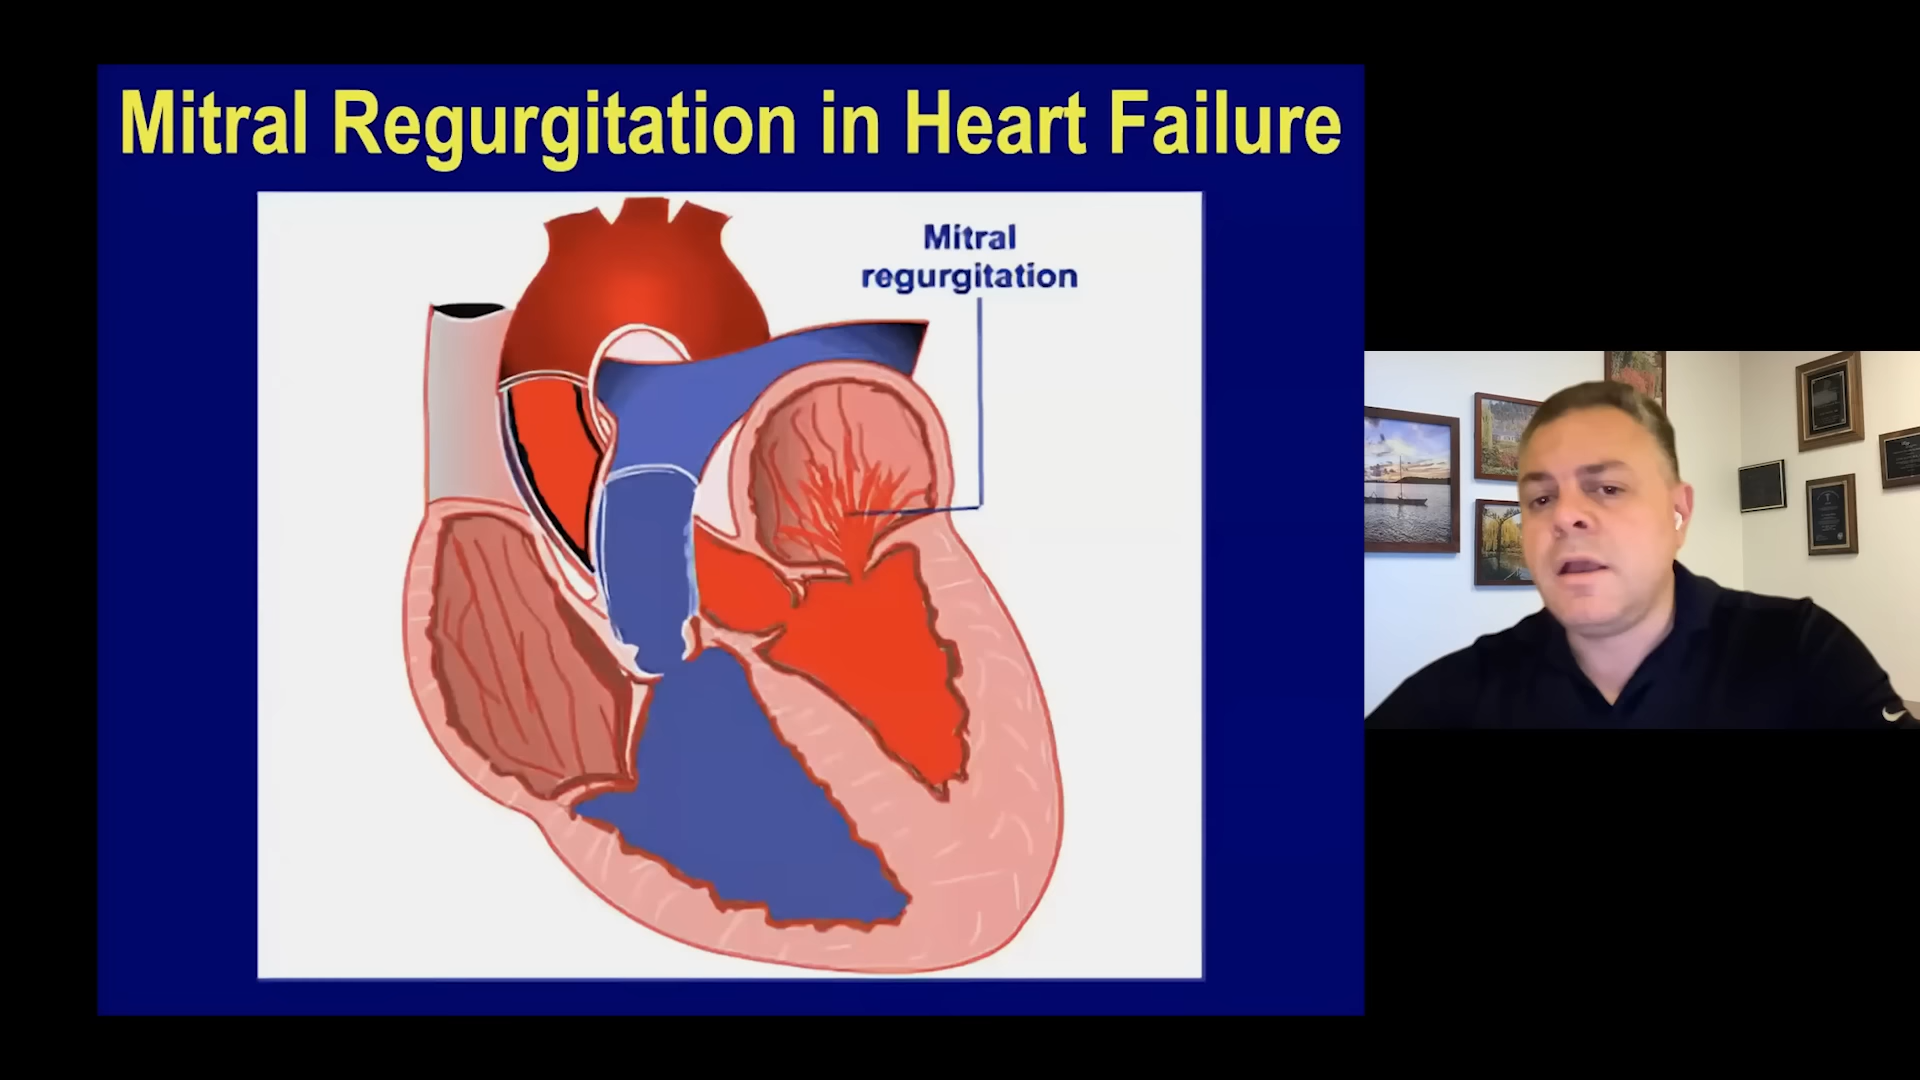 Mitral Regurgitation in Heart Failure
Mitral
regurgitation